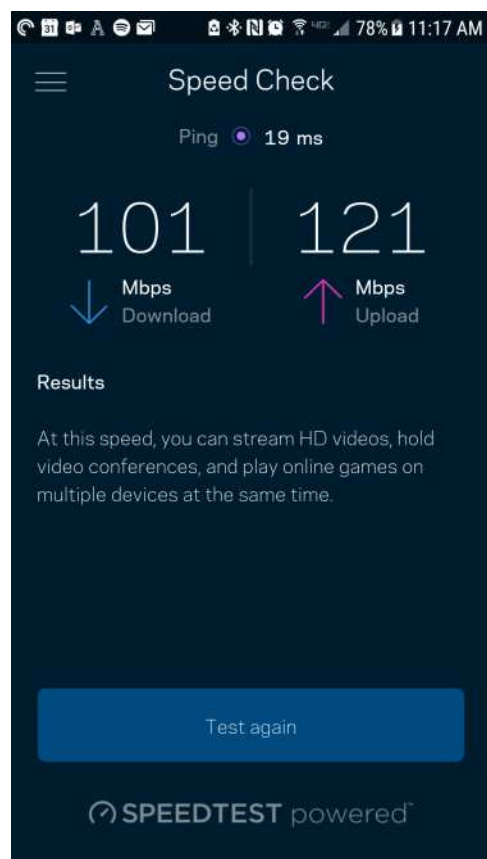 31 78% 11:17 AM
Speed Check
Ping 19 ms
101 121
Mbps Mbps
Download Upload
Results
At this speed, you can stream HD videos, hold
video conferences, and play online games on
multiple devices at the same time.
Test again
SPEEDTEST powered™